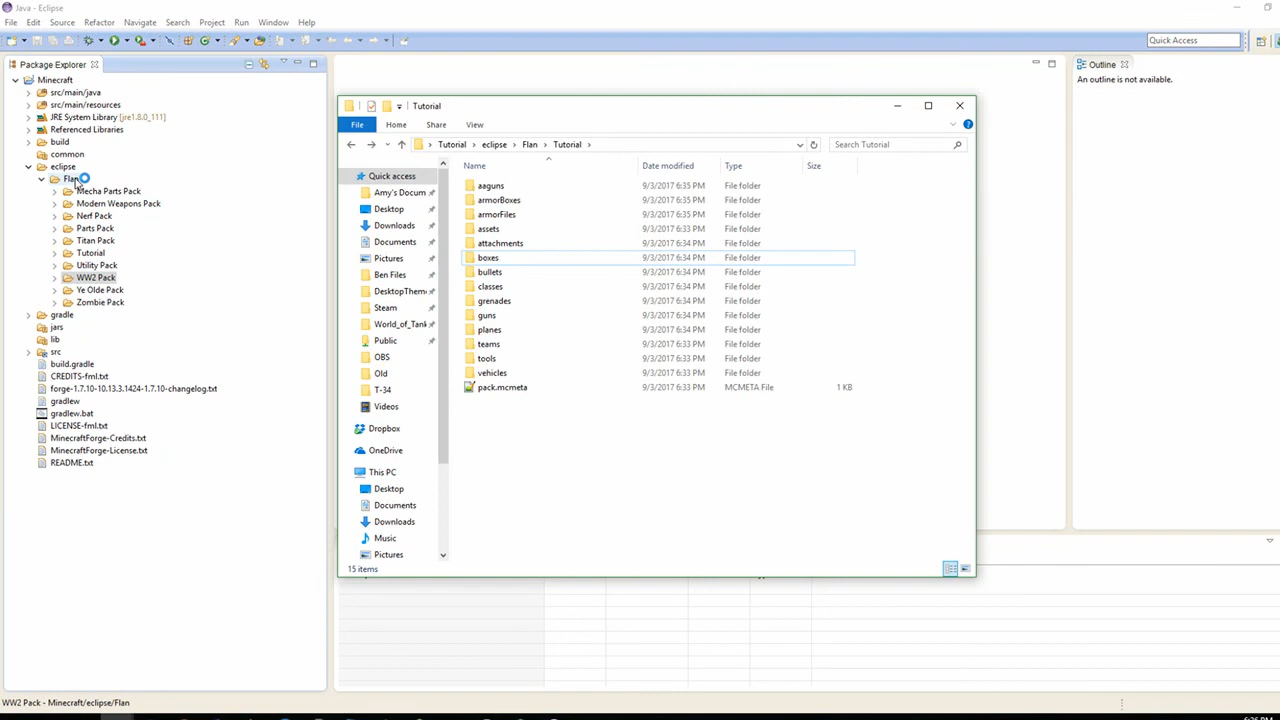 Java - Eclipse
File Edit Source Refactor Navigate Search Project Run Window Help
Quick Access
Package Explorer
Minecraft
src/main/java
src/main/resources
JRE System Library [jre1.8.0_111]
Referenced Libraries
build
common
eclipse
Flan
Mecha Parts Pack
Modern Weapons Pack
Nerf Pack
Parts Pack
Titan Pack
Tutorial
Utility Pack
WW2 Pack
Ye Olde Pack
Zombie Pack
gradle
jars
lib
src
build.gradle
CREDITS-fml.txt
forge-1.7.10-10.13.3.1424-1.7.10-changelog.txt
gradlew
gradlew.bat
LICENSE-fml.txt
MinecraftForge-Credits.txt
MinecraftForge-License.txt
README.txt
Tutorial
File Home Share View
Tutorial eclipse Flan Tutorial
Search Tutorial
Quick access
Amy's Docum
Desktop
Downloads
Documents
Pictures
Ben Files
DesktopThem
Steam
World_of_Tank
Public
OBS
Old
T-34
Videos
Dropbox
OneDrive
This PC
Desktop
Documents
Downloads
Music
Pictures
Name Date modified Type Size
aaguns 9/3/2017 6:35 PM File folder
armorBoxes 9/3/2017 6:35 PM File folder
armorFiles 9/3/2017 6:35 PM File folder
assets 9/3/2017 6:33 PM File folder
attachments 9/3/2017 6:34 PM File folder
boxes 9/3/2017 6:34 PM File folder
bullets 9/3/2017 6:34 PM File folder
classes 9/3/2017 6:34 PM File folder
grenades 9/3/2017 6:34 PM File folder
guns 9/3/2017 6:34 PM File folder
planes 9/3/2017 6:34 PM File folder
teams 9/3/2017 6:33 PM File folder
tools 9/3/2017 6:33 PM File folder
vehicles 9/3/2017 6:33 PM File folder
pack.mcmeta 9/3/2017 6:33 PM MCMETA File 1 KB
15 items
Outline
An outline is not available.
WW2 Pack - Minecraft/eclipse/Flan